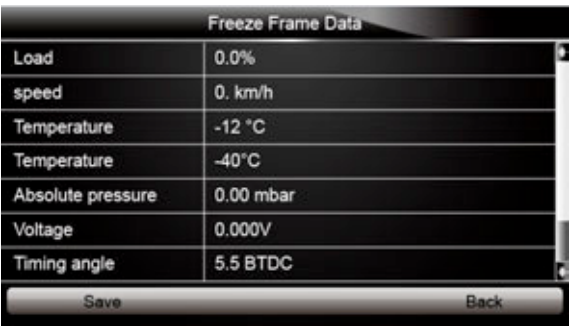 Freeze Frame Data
Load 0.0%
speed 0. km/h
Temperature -12 °C
Temperature -40°C
Absolute pressure 0.00 mbar
Voltage 0.000V
Timing angle 5.5 BTDC
Save Back